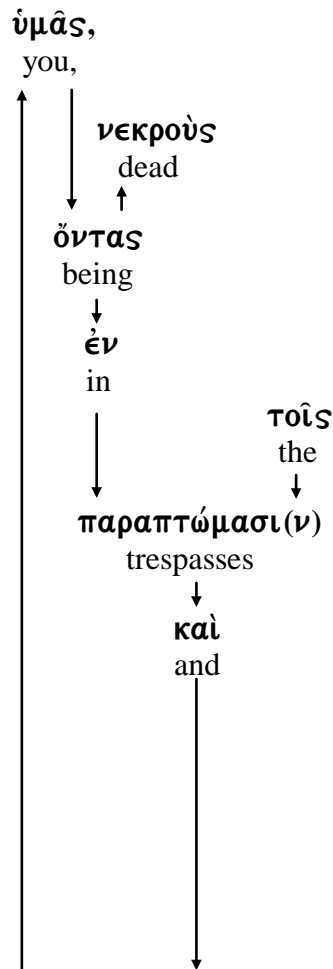 ὑμᾶς,
you,
νεκροὺς
dead
ὄντας
being
ἐν
in
τοῖς
the
παραπτώμασι(ν)
trespasses
καὶ
and